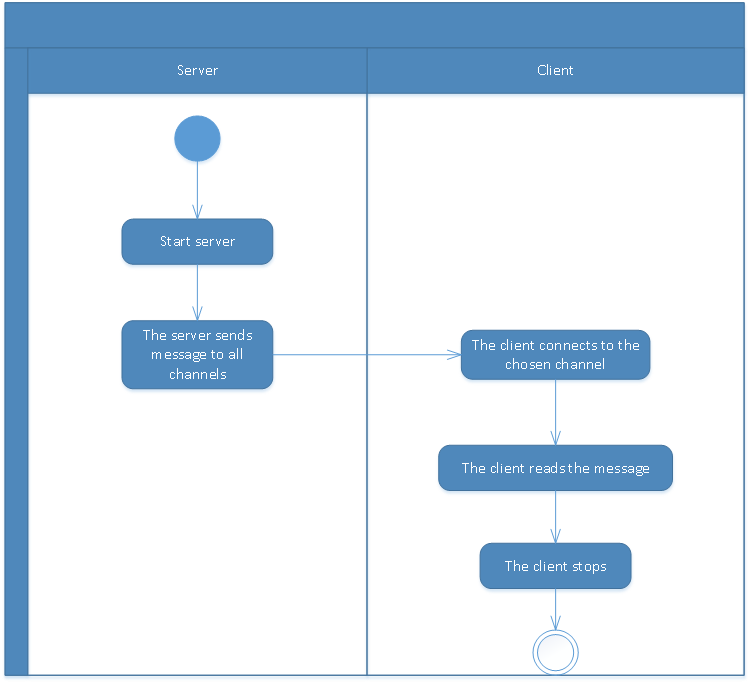 Server
Client
Start server
The server sends
message to all
channels
The client connects to the
chosen channel
The client reads the message
The client stops